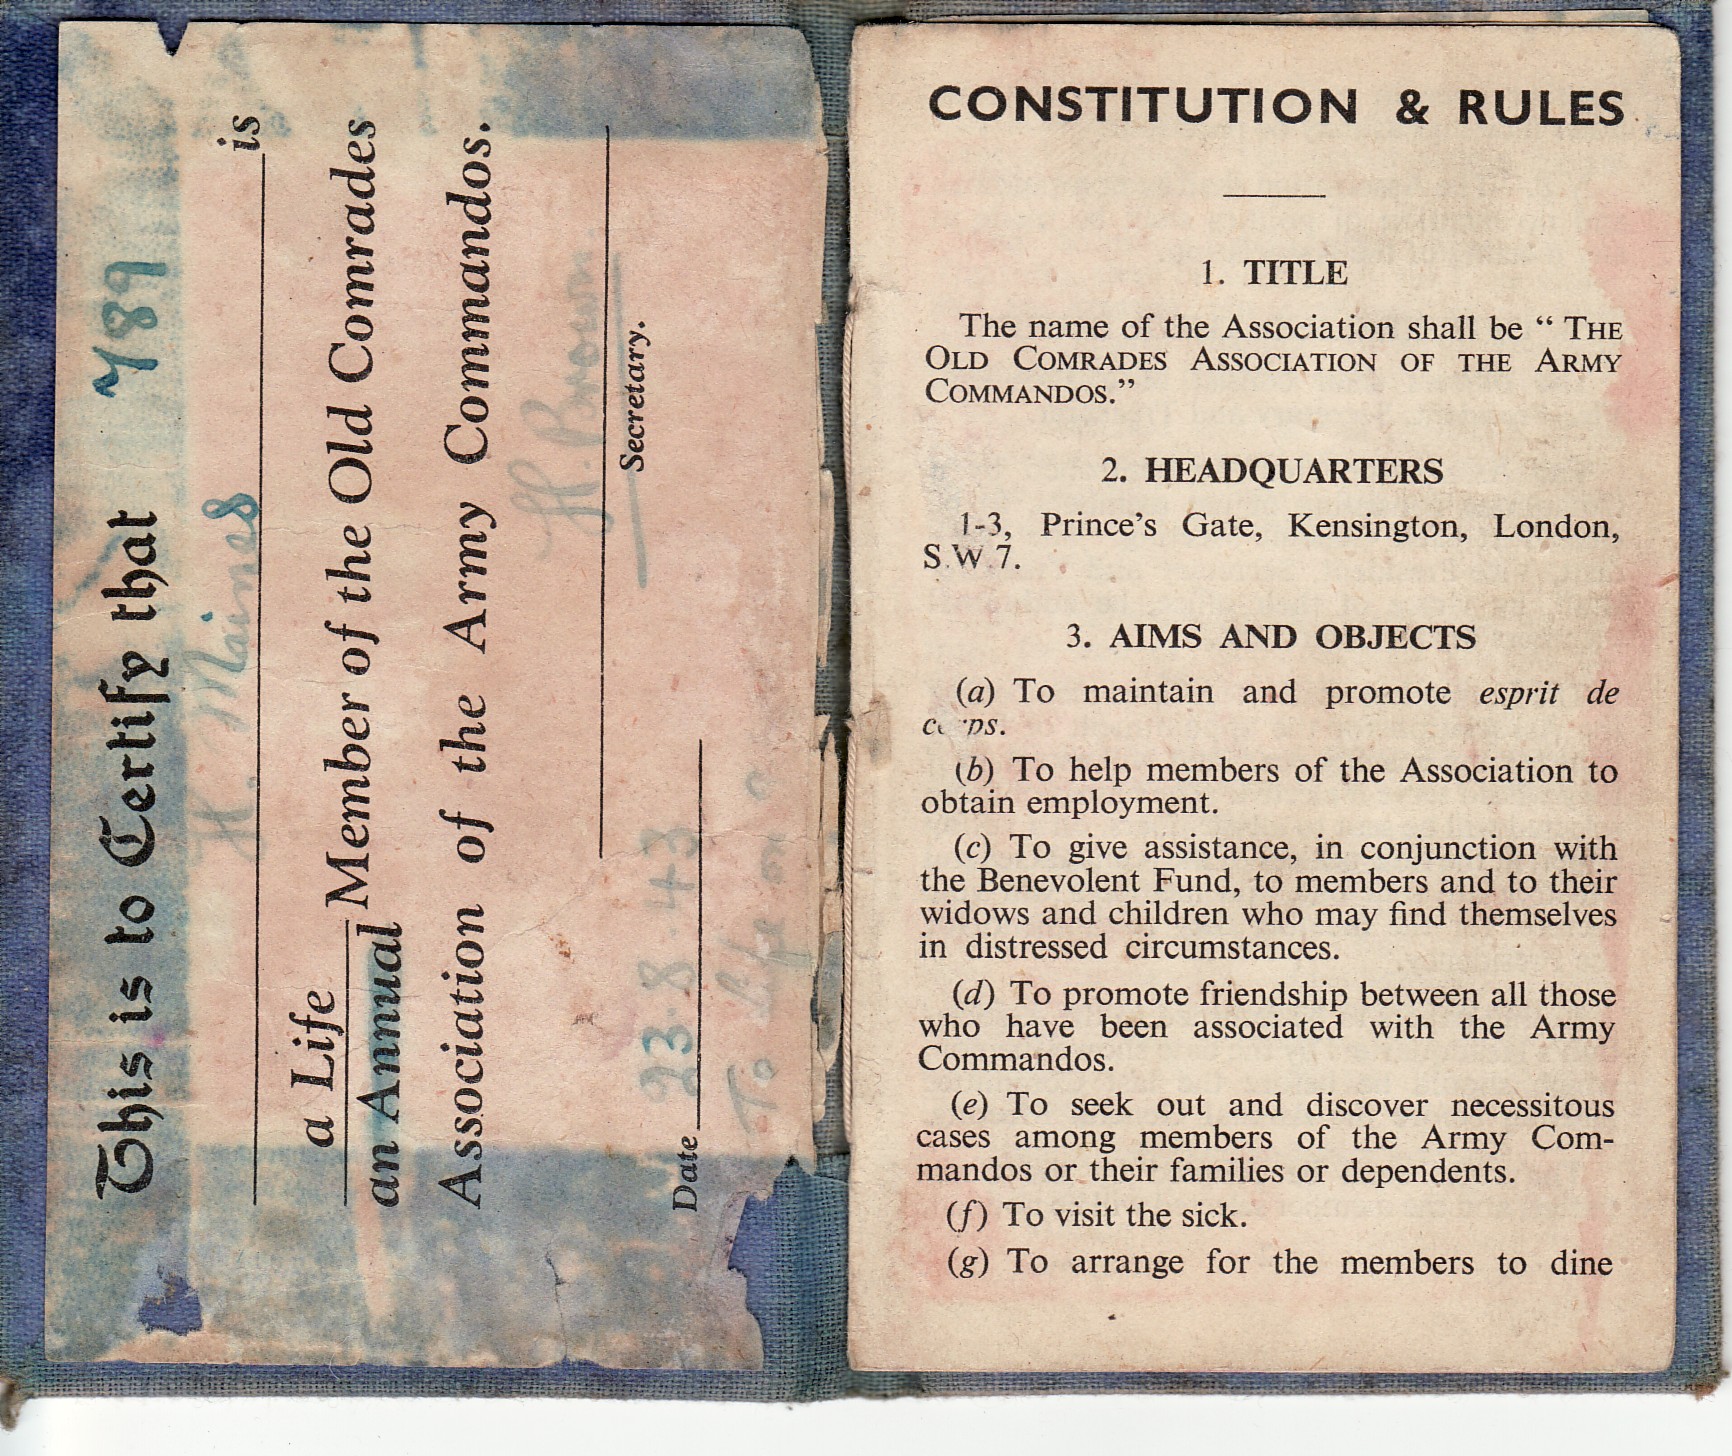 This is to Certify that 789
H. Maines is
a Life
an Annual Member of the Old Comrades
Association of the Army Commandos.
H. Brown
Secretary.
Date 23.8.43
To Life
CONSTITUTION & RULES
1. TITLE
The name of the Association shall be “ THE
OLD COMRADES ASSOCIATION OF THE ARMY
COMMANDOS.”
2. HEADQUARTERS
1-3, Prince’s Gate, Kensington, London,
S.W.7.
3. AIMS AND OBJECTS
(a) To maintain and promote esprit de
corps.
(b) To help members of the Association to
obtain employment.
(c) To give assistance, in conjunction with
the Benevolent Fund, to members and to their
widows and children who may find themselves
in distressed circumstances.
(d) To promote friendship between all those
who have been associated with the Army
Commandos.
(e) To seek out and discover necessitous
cases among members of the Army Com-
mandos or their families or dependents.
(f) To visit the sick.
(g) To arrange for the members to dine